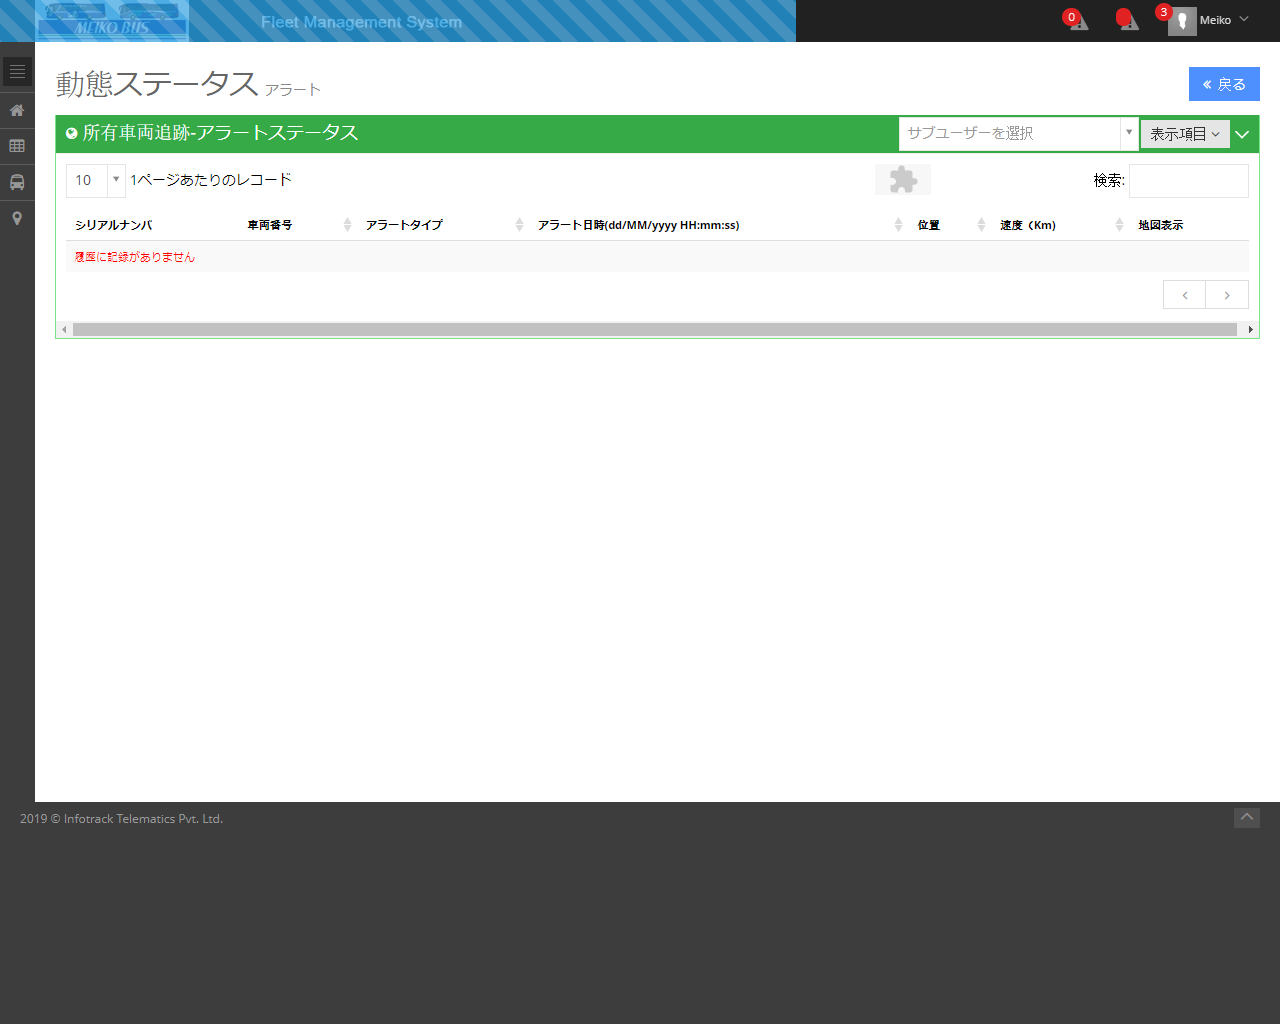 MEIKO BUS
Fleet Management System
0
3
Meiko
動態ステータス アラート
戻る
所有車両追跡-アラートステータス
サブユーザーを選択
表示項目
10
1ページあたりのレコード
検索:
シリアルナンバ
車両番号
アラートタイプ
アラート日時(dd/MM/yyyy HH:mm:ss)
位置
速度（Km)
地図表示
履歴に記録がありません
2019 © Infotrack Telematics Pvt. Ltd.